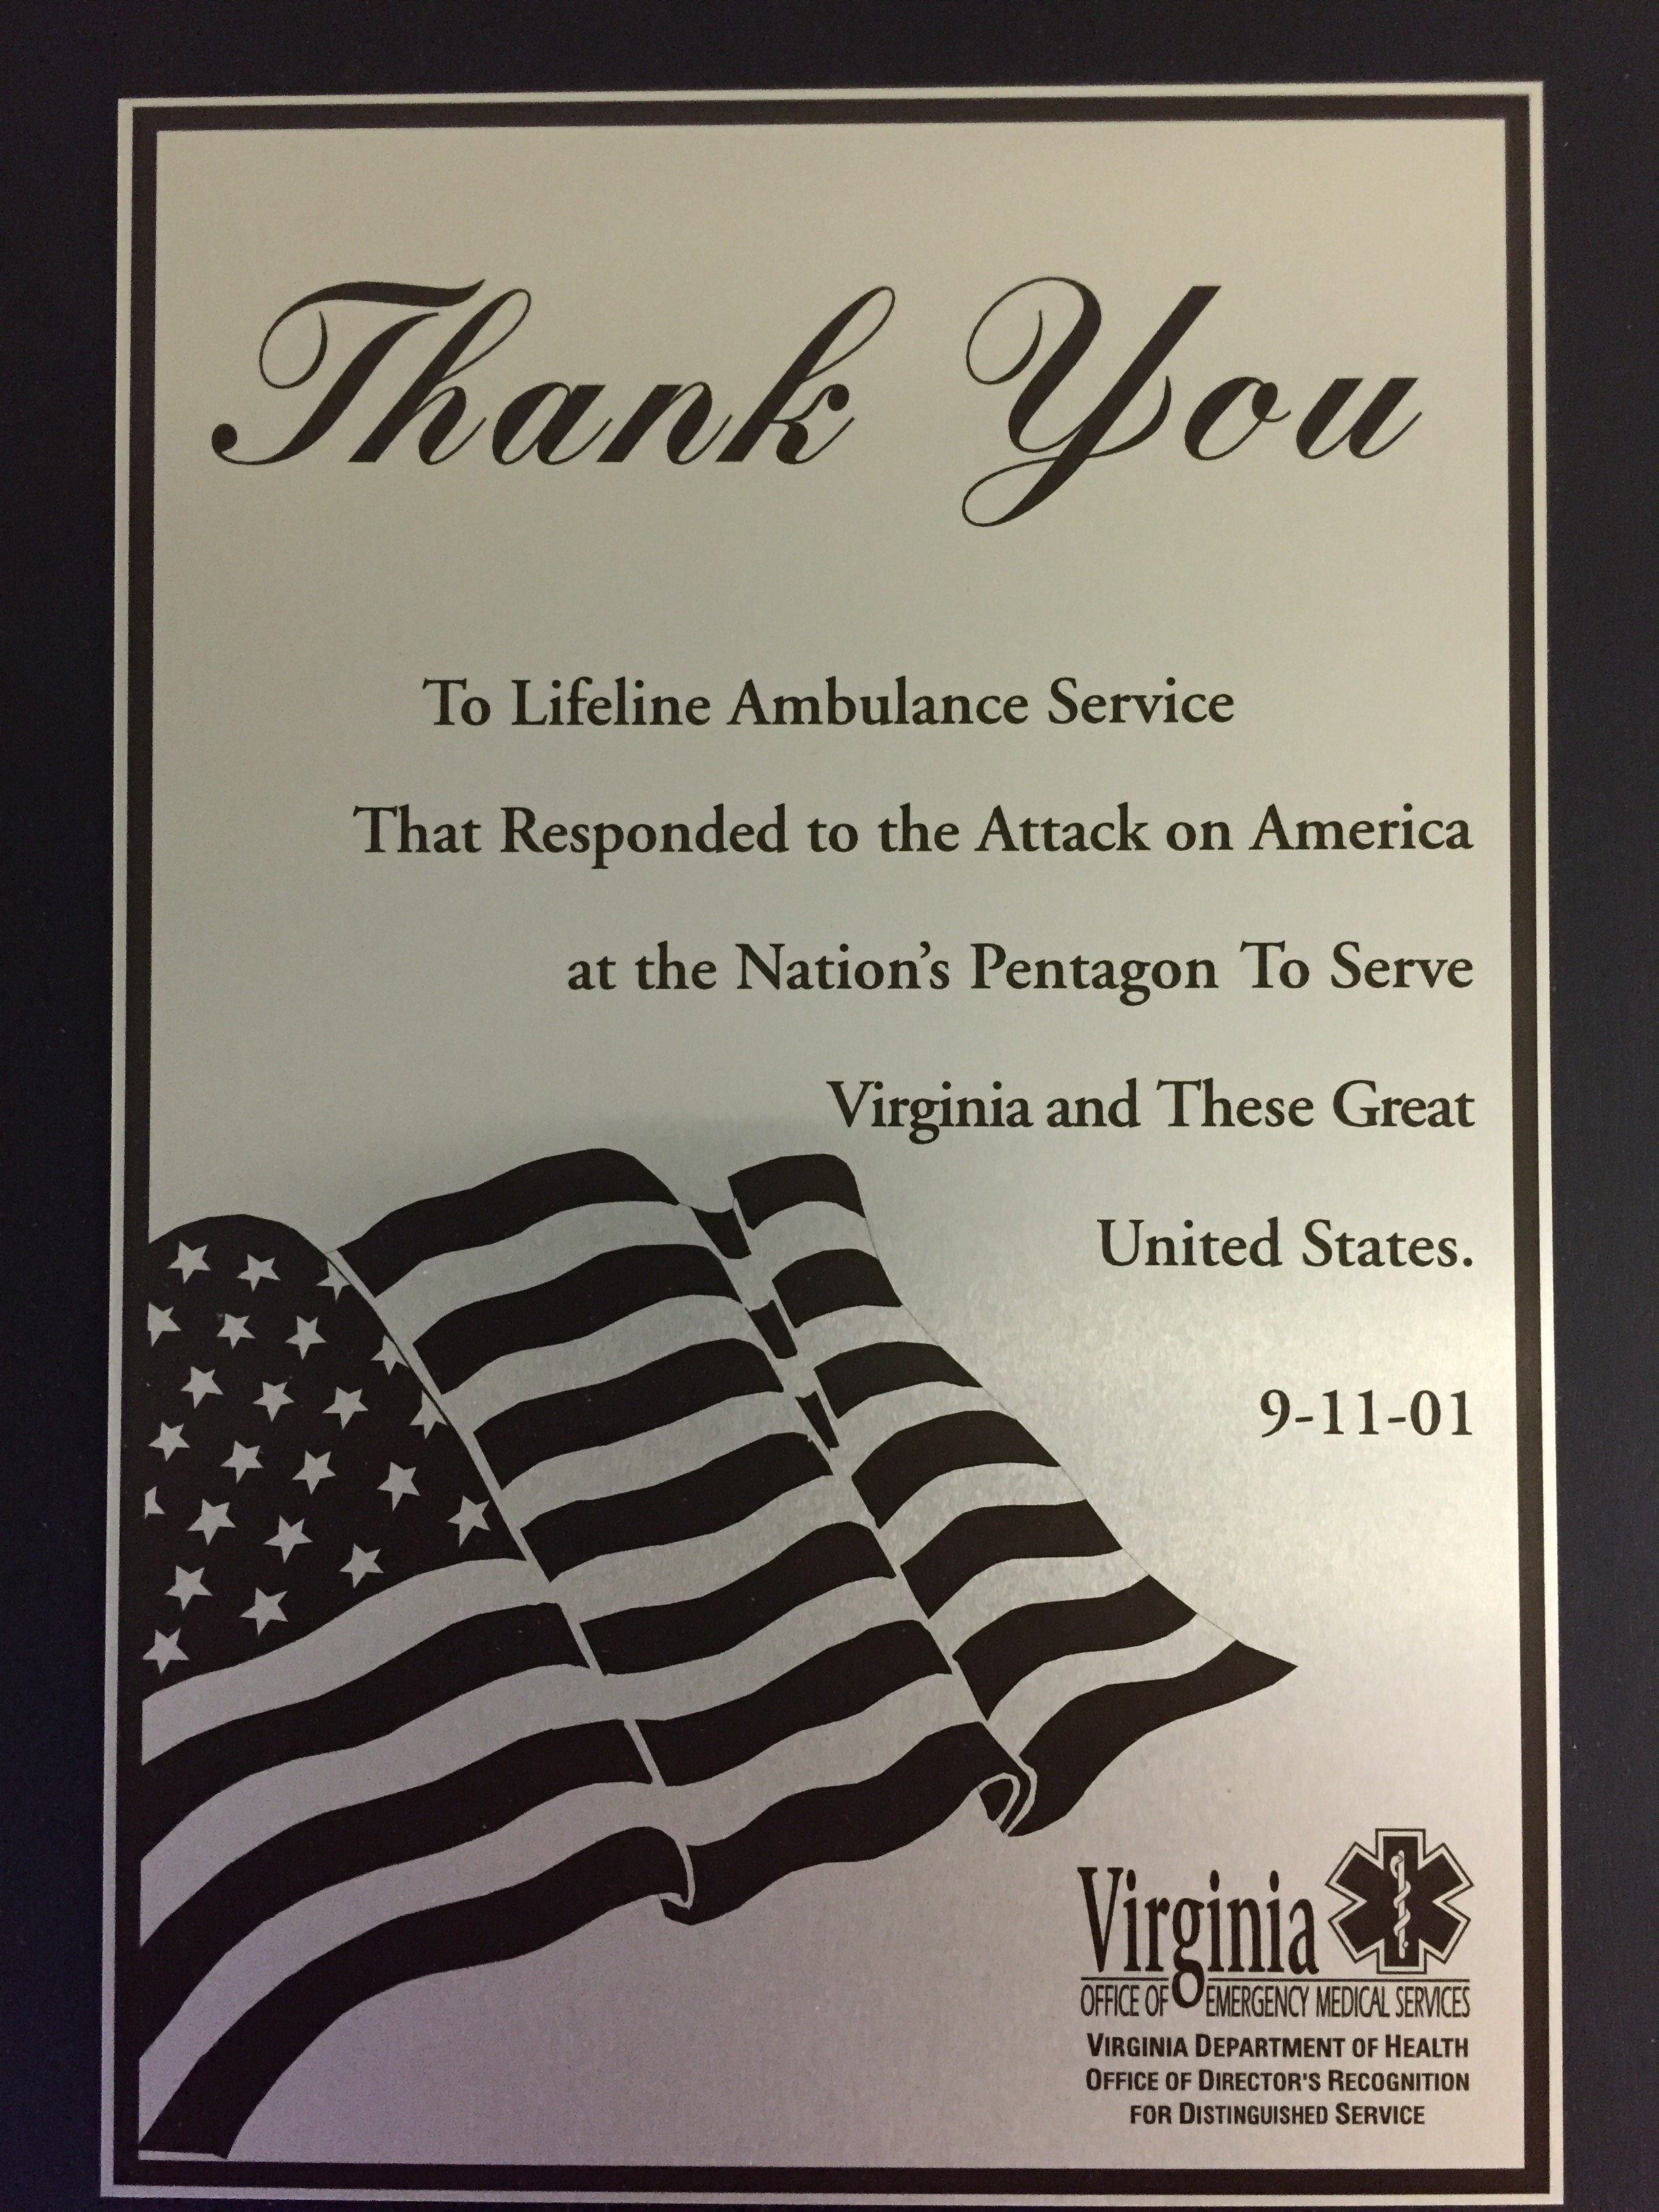 Thank You
To Lifeline Ambulance Service
That Responded to the Attack on America
at the Nation's Pentagon To Serve
Virginia and These Great
United States.
9-11-01
Virginia
OFFICE OF EMERGENCY MEDICAL SERVICES
VIRGINIA DEPARTMENT OF HEALTH
OFFICE OF DIRECTOR'S RECOGNITION
FOR DISTINGUISHED SERVICE